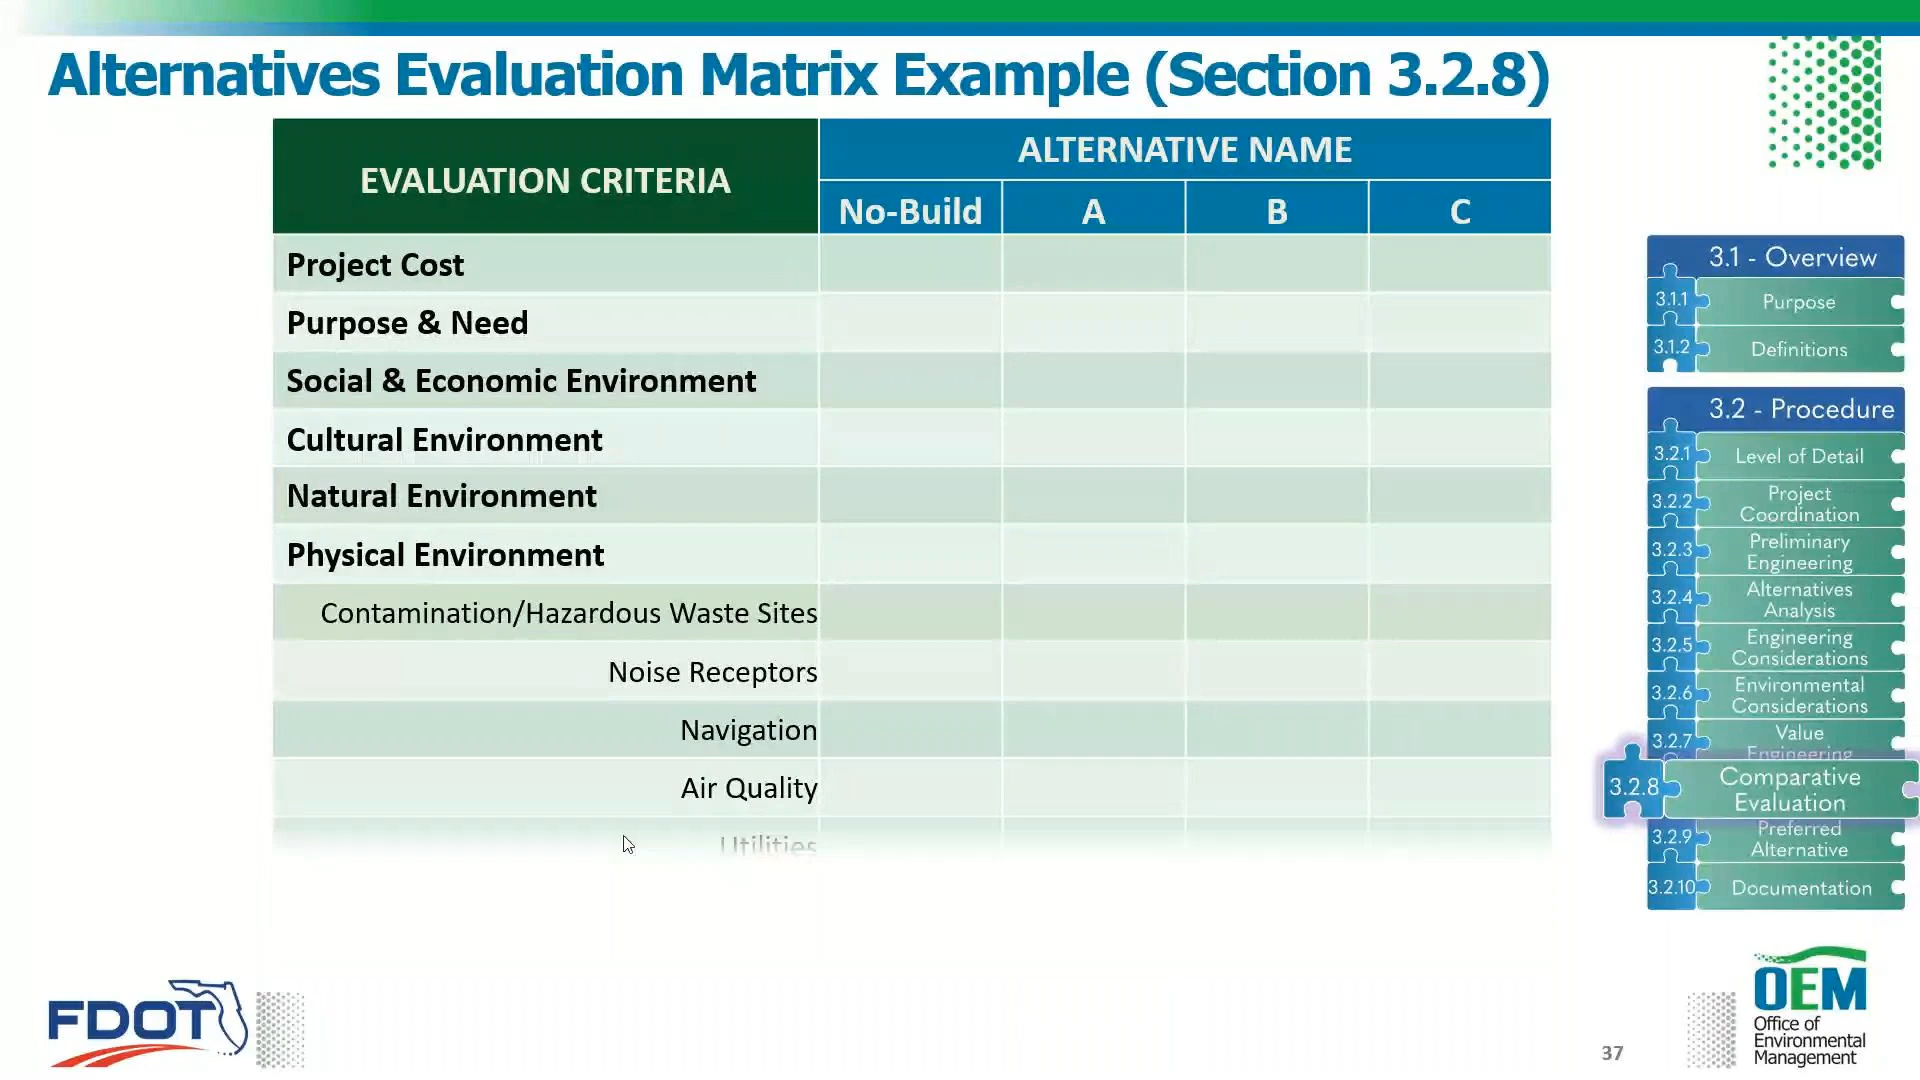 Alternatives Evaluation Matrix Example (Section 3.2.8)
EVALUATION CRITERIA
ALTERNATIVE NAME
No-Build
A
B
C
Project Cost
Purpose & Need
Social & Economic Environment
Cultural Environment
Natural Environment
Physical Environment
Contamination/Hazardous Waste Sites
Noise Receptors
Navigation
Air Quality
Utilities
3.1 - Overview
3.1.1 Purpose
3.1.2 Definitions
3.2 - Procedure
3.2.1 Level of Detail
3.2.2 Project
Coordination
3.2.3 Preliminary
Engineering
3.2.4 Alternatives
Analysis
3.2.5 Engineering
Considerations
3.2.6 Environmental
Considerations
3.2.7 Value
Engineering
3.2.8 Comparative
Evaluation
3.2.9 Preferred
Alternative
3.2.10 Documentation
FDOT
OEM
Office of
Environmental
Management
37